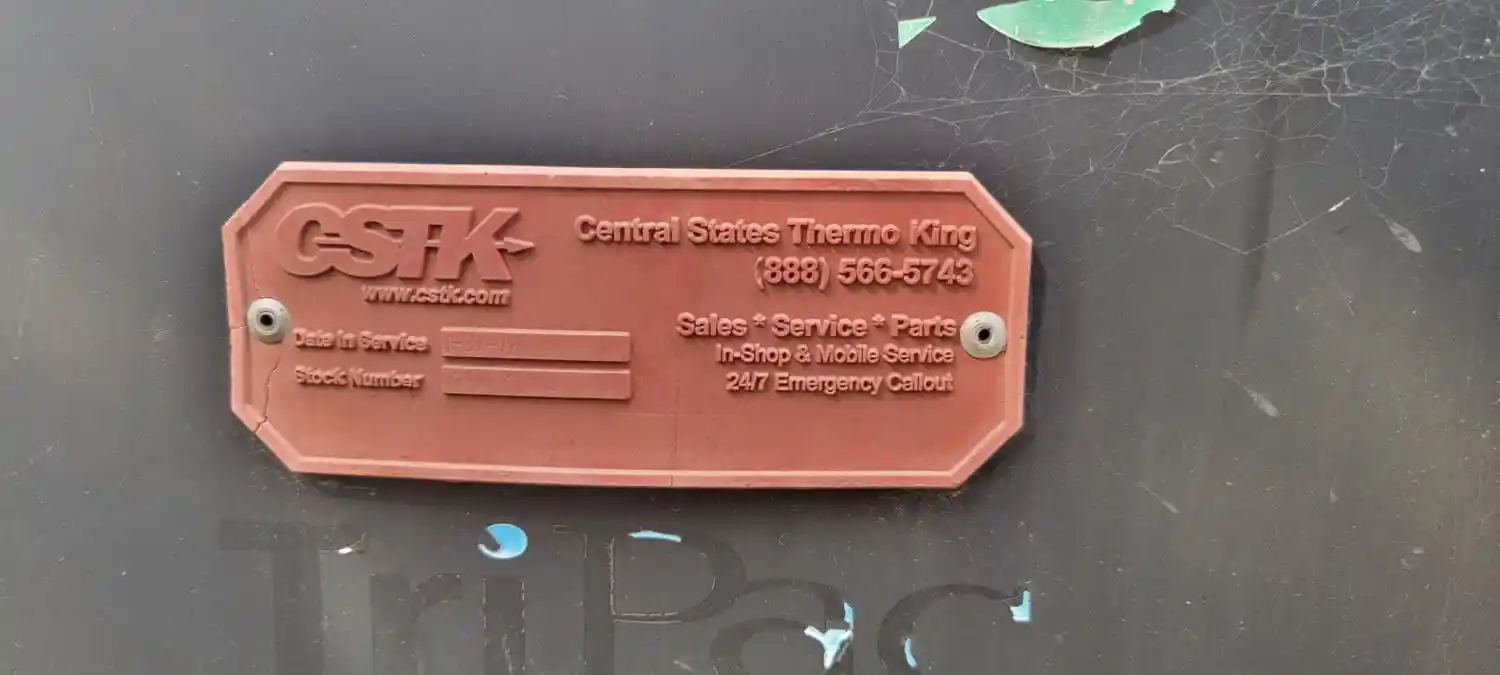 CSTK
www.cstk.com
Central States Thermo King
(888) 566-5743
Sales * Service * Parts
In-Shop & Mobile Service
24/7 Emergency Callout
Date in Service
Stock Number
TriPac